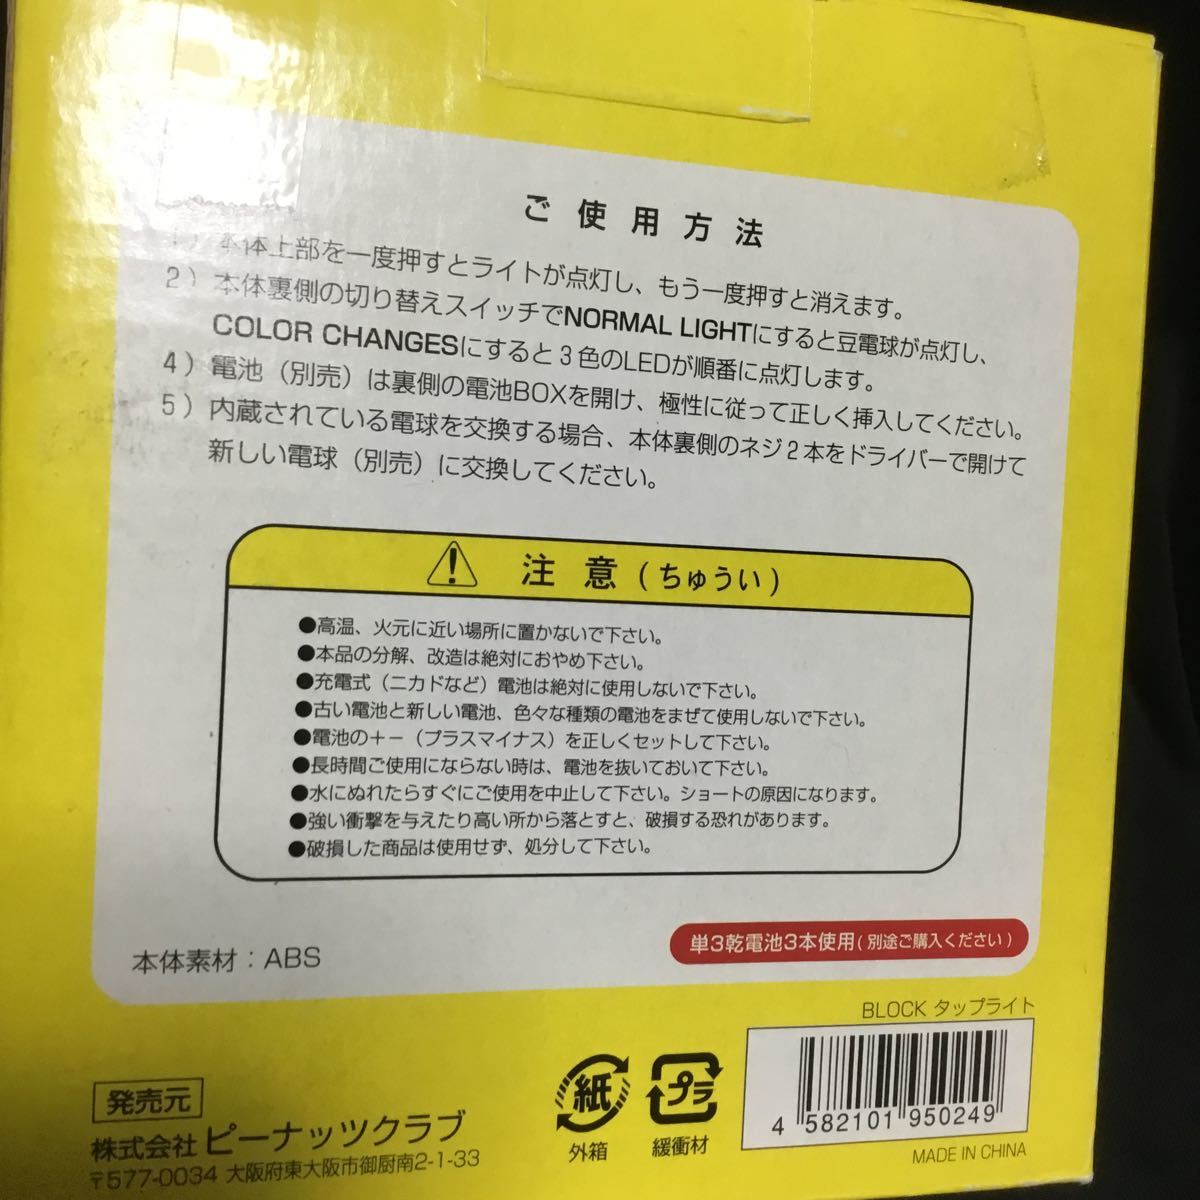 ご使用方法
1）本体上部を一度押すとライトが点灯し、もう一度押すと消えます。
2）本体裏側の切り替えスイッチでNORMAL LIGHTにすると豆電球が点灯し、
COLOR CHANGESにすると3色のLEDが順番に点灯します。
4）電池（別売）は裏側の電池BOXを開け、極性に従って正しく挿入してください。
5）内蔵されている電球を交換する場合、本体裏側のネジ2本をドライバーで開けて
新しい電球（別売）に交換してください。
注意(ちゅうい)
●高温、火元に近い場所に置かないで下さい。
●本品の分解、改造は絶対におやめ下さい。
●充電式（ニカドなど）電池は絶対に使用しないで下さい。
●古い電池と新しい電池、色々な種類の電池をまぜて使用しないで下さい。
●電池の＋−（プラスマイナス）を正しくセットして下さい。
●長時間ご使用にならない時は、電池を抜いておいて下さい。
●水にぬれたらすぐにご使用を中止して下さい。ショートの原因になります。
●強い衝撃を与えたり高い所から落とすと、破損する恐れがあります。
●破損した商品は使用せず、処分して下さい。
本体素材：ABS
単3乾電池3本使用(別途ご購入ください)
BLOCK タップライト
発売元
株式会社 ピーナッツクラブ
〒577-0034 大阪府東大阪市御厨南2-1-33
紙
外箱
プラ
緩衝材
4 582101 950249
MADE IN CHINA